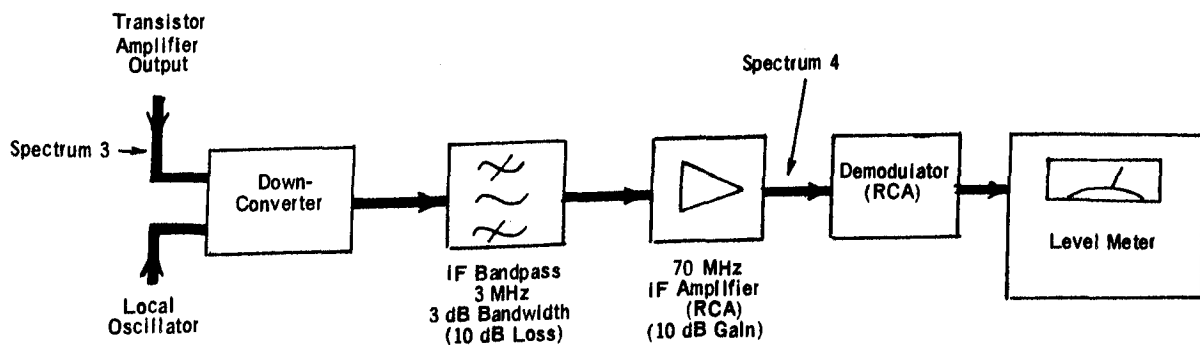 Transistor
Amplifier
Output
Spectrum 3
Down-
Converter
Local
Oscillator
IF Bandpass
3 MHz
3 dB Bandwidth
(10 dB Loss)
70 MHz
IF Amplifier
(RCA)
(10 dB Gain)
Spectrum 4
Demodulator
(RCA)
Level Meter